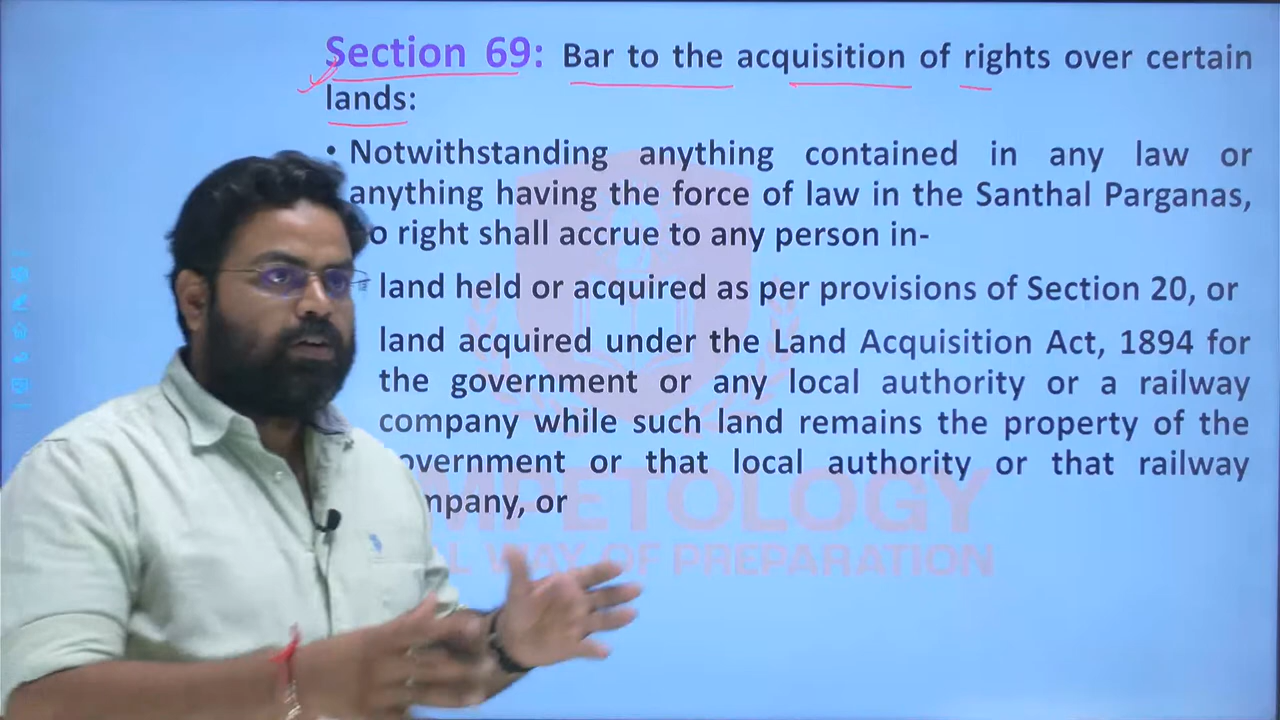 Section 69: Bar to the acquisition of rights over certain
lands:
• Notwithstanding anything contained in any law or
anything having the force of law in the Santhal Parganas,
o right shall accrue to any person in-
land held or acquired as per provisions of Section 20, or
land acquired under the Land Acquisition Act, 1894 for
the government or any local authority or a railway
company while such land remains the property of the
overnment or that local authority or that railway
mpany, or
MPETOLOGY
L WAY OF PREPARATION